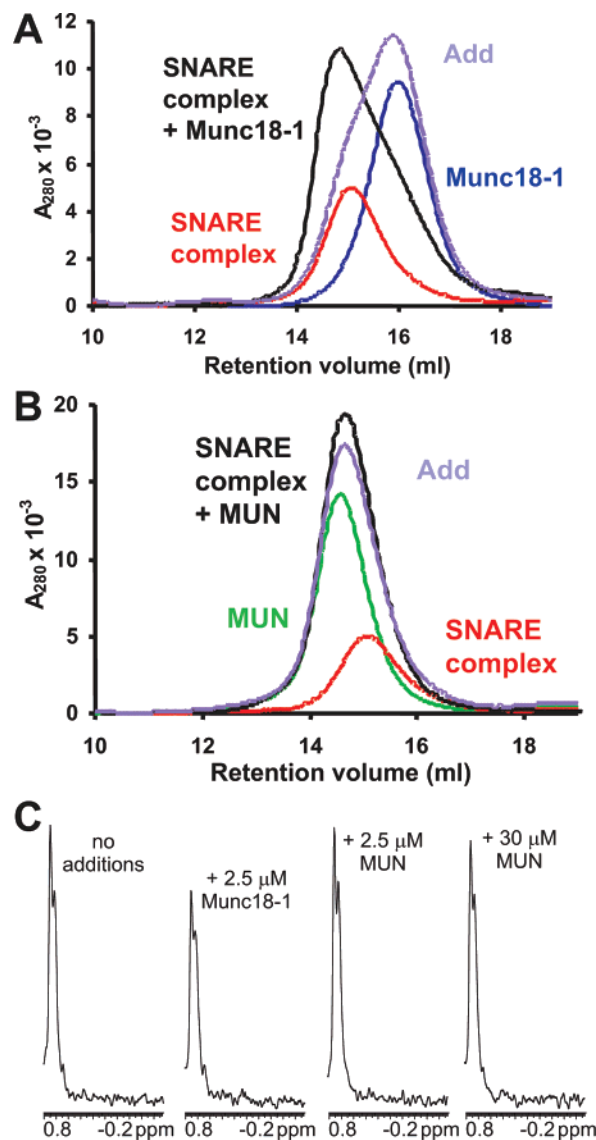 A
12
10
8
6
4
2
0
A280 x 10-3
SNARE
complex
+ Munc18-1
Add
Munc18-1
SNARE
complex
10 12 14 16 18
Retention volume (ml)
B
20
15
10
5
0
A280 x 10-3
SNARE
complex
+ MUN
Add
MUN
SNARE
complex
10 12 14 16 18
Retention volume (ml)
C
no
additions
+ 2.5 μM
Munc18-1
+ 2.5 μM
MUN
+ 30 μM
MUN
0.8 -0.2 ppm 0.8 -0.2 ppm 0.8 -0.2 ppm 0.8 -0.2 ppm